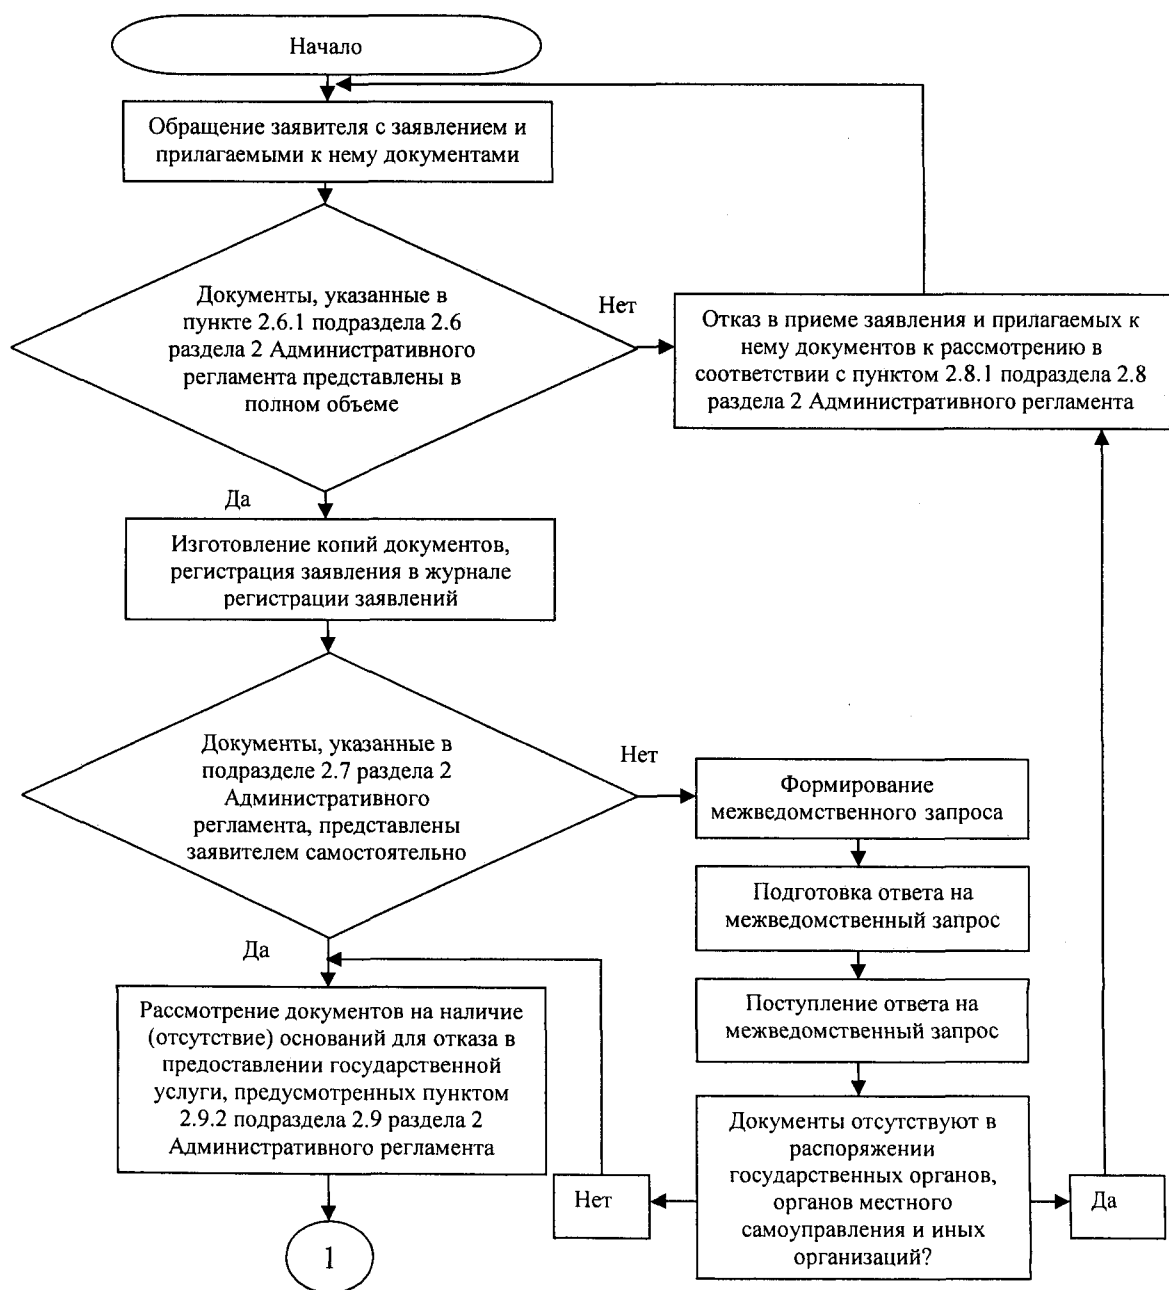 Начало
Обращение заявителя с заявлением и
прилагаемыми к нему документами
Документы, указанные в
пункте 2.6.1 подраздела 2.6
раздела 2 Административного
регламента представлены в
полном объеме
Нет
Отказ в приеме заявления и прилагаемых к
нему документов к рассмотрению в
соответствии с пунктом 2.8.1 подраздела 2.8
раздела 2 Административного регламента
Да
Изготовление копий документов,
регистрация заявления в журнале
регистрации заявлений
Документы, указанные в
подразделе 2.7 раздела 2
Административного
регламента, представлены
заявителем самостоятельно
Нет
Формирование
межведомственного запроса
Подготовка ответа на
межведомственный запрос
Поступление ответа на
межведомственный запрос
Да
Рассмотрение документов на наличие
(отсутствие) оснований для отказа в
предоставлении государственной
услуги, предусмотренных пунктом
2.9.2 подраздела 2.9 раздела 2
Административного регламента
Документы отсутствуют в
распоряжении
государственных органов,
органов местного
самоуправления и иных
организаций?
Нет
Да
1